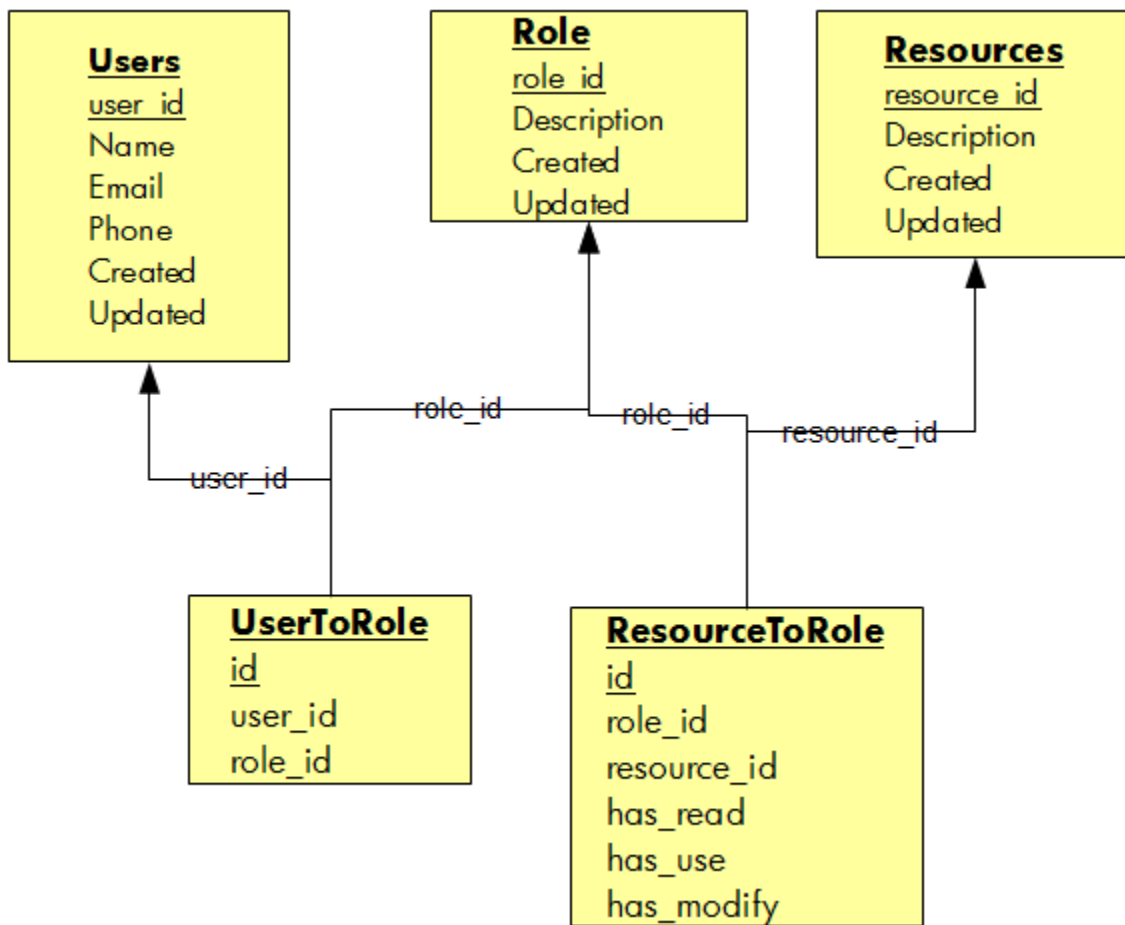 Users
user_id
Name
Email
Phone
Created
Updated
Role
role_id
Description
Created
Updated
Resources
resource_id
Description
Created
Updated
role_id
role_id
resource_id
user_id
UserToRole
id
user_id
role_id
ResourceToRole
id
role_id
resource_id
has_read
has_use
has_modify